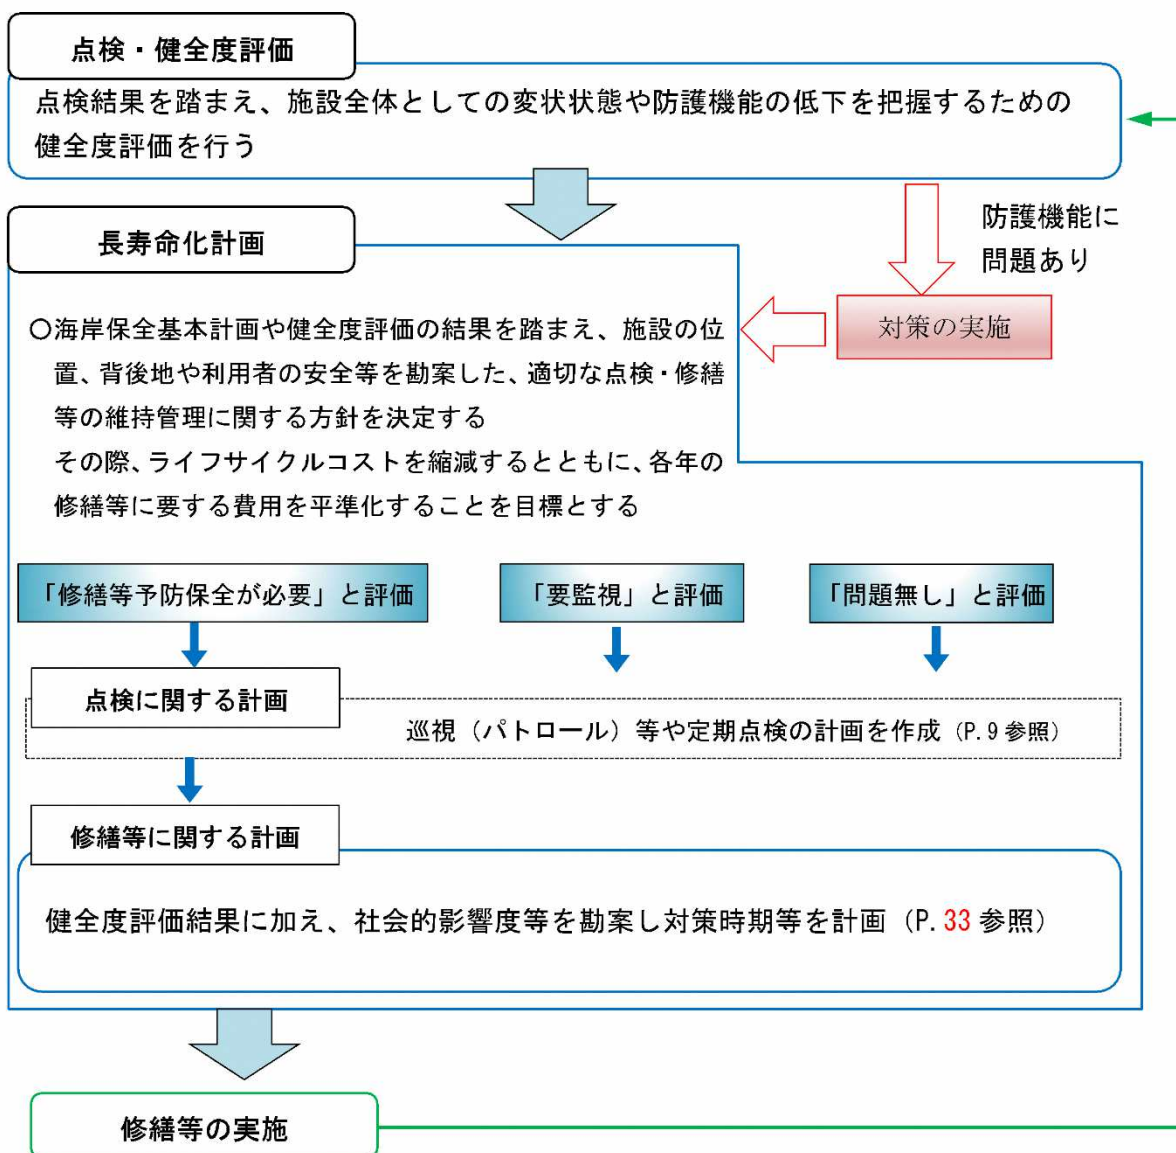 点検・健全度評価
点検結果を踏まえ、施設全体としての変状状態や防護機能の低下を把握するための
健全度評価を行う
防護機能に
問題あり
対策の実施
長寿命化計画
〇海岸保全基本計画や健全度評価の結果を踏まえ、施設の位
置、背後地や利用者の安全等を勘案した、適切な点検・修繕
等の維持管理に関する方針を決定する
その際、ライフサイクルコストを縮減するとともに、各年の
修繕等に要する費用を平準化することを目標とする
「修繕等予防保全が必要」と評価
「要監視」と評価
「問題無し」と評価
点検に関する計画
巡視（パトロール）等や定期点検の計画を作成（P.9 参照）
修繕等に関する計画
健全度評価結果に加え、社会的影響度等を勘案し対策時期等を計画（P.33 参照）
修繕等の実施